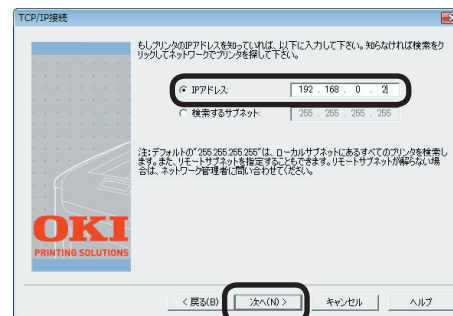 TCP/IP接続
もしプリンタのIPアドレスを知っていれば、以下に入力して下さい。知らなければ検索をク
リックしてネットワークでプリンタを探して下さい。
IPアドレス: 192 . 168 . 0 . 2
検索するサブネット: 255 . 255 . 255 . 255
注:デフォルトの"255.255.255.255"は、ローカルサブネットにあるすべてのプリンタを検索し
ます。また、リモートサブネットを指定することもできます。リモートサブネットが解らない場
合は、ネットワーク管理者に問い合わせてください。
OKI
PRINTING SOLUTIONS
< 戻る(B) 次へ(N) > キャンセル ヘルプ